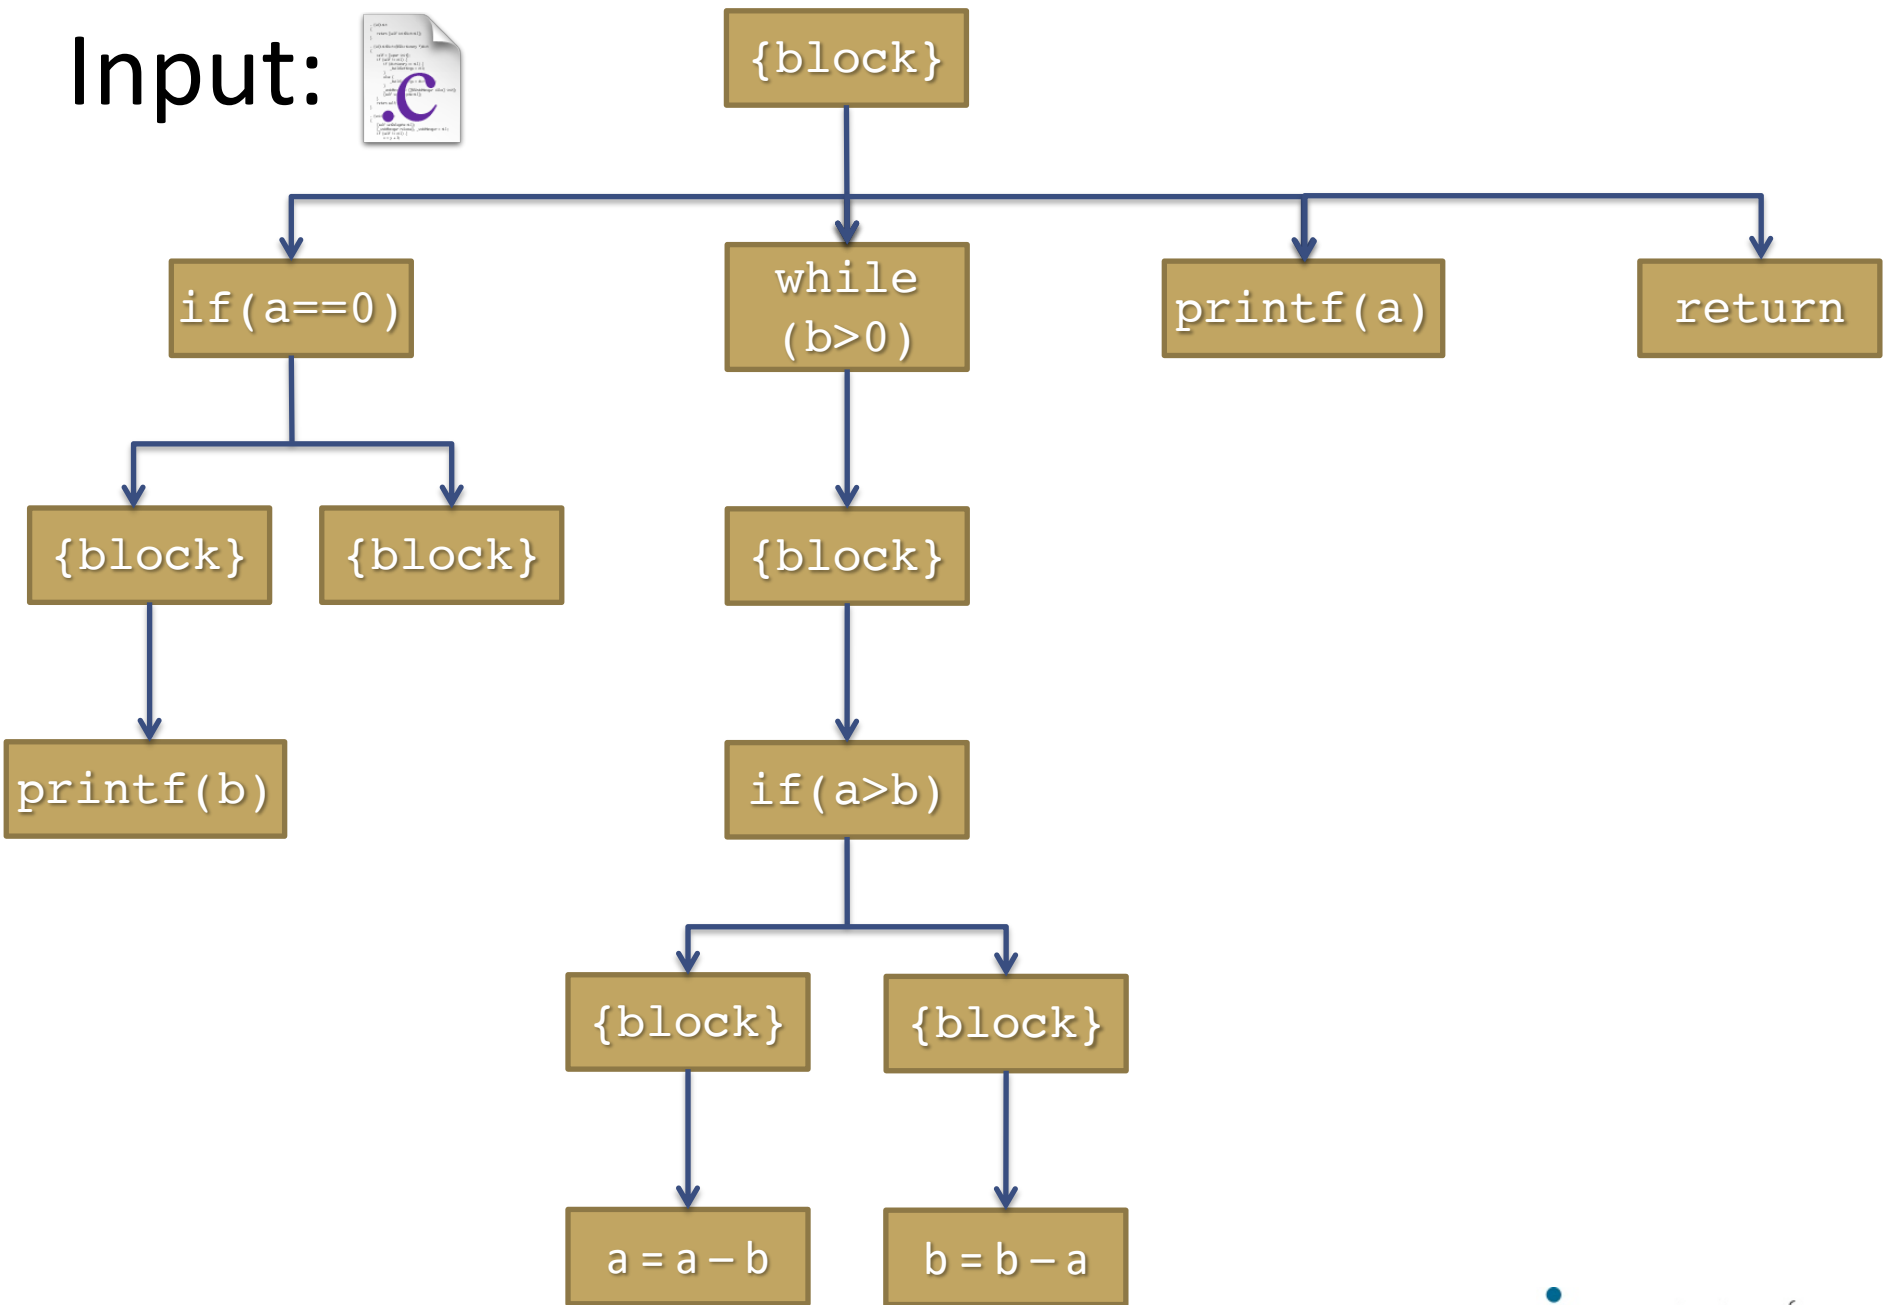 Input:
.C
{block}
if(a==0)
while
(b>0)
printf(a)
return
{block}
{block}
{block}
printf(b)
if(a>b)
{block}
{block}
a = a – b
b = b – a